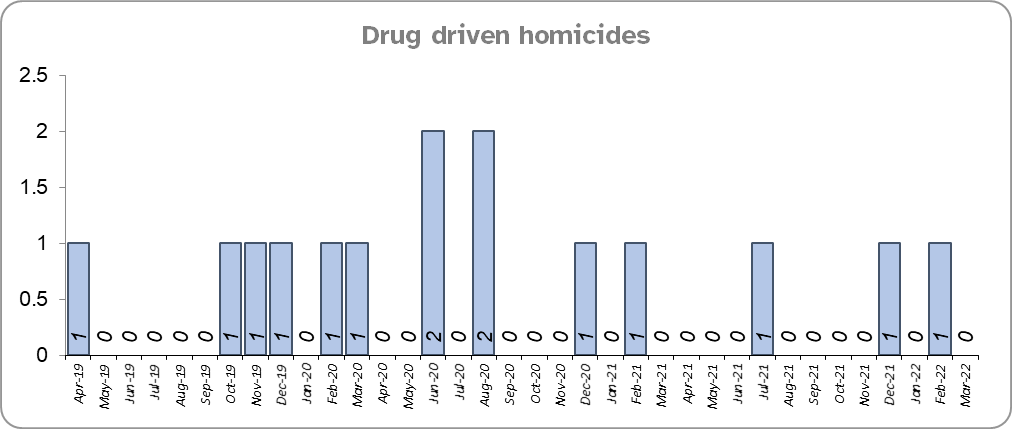 Drug driven homicides
2.5
2
1.5
1
0.5
0
1 0 0 0 0 0 1 1 1 0 1 1 0 0 2 0 2 0 0 0 1 0 1 0 0 0 0 1 0 0 0 0 1 0 1 0
Apr-19 May-19 Jun-19 Jul-19 Aug-19 Sep-19 Oct-19 Nov-19 Dec-19 Jan-20 Feb-20 Mar-20 Apr-20 May-20 Jun-20 Jul-20 Aug-20 Sep-20 Oct-20 Nov-20 Dec-20 Jan-21 Feb-21 Mar-21 Apr-21 May-21 Jun-21 Jul-21 Aug-21 Sep-21 Oct-21 Nov-21 Dec-21 Jan-22 Feb-22 Mar-22